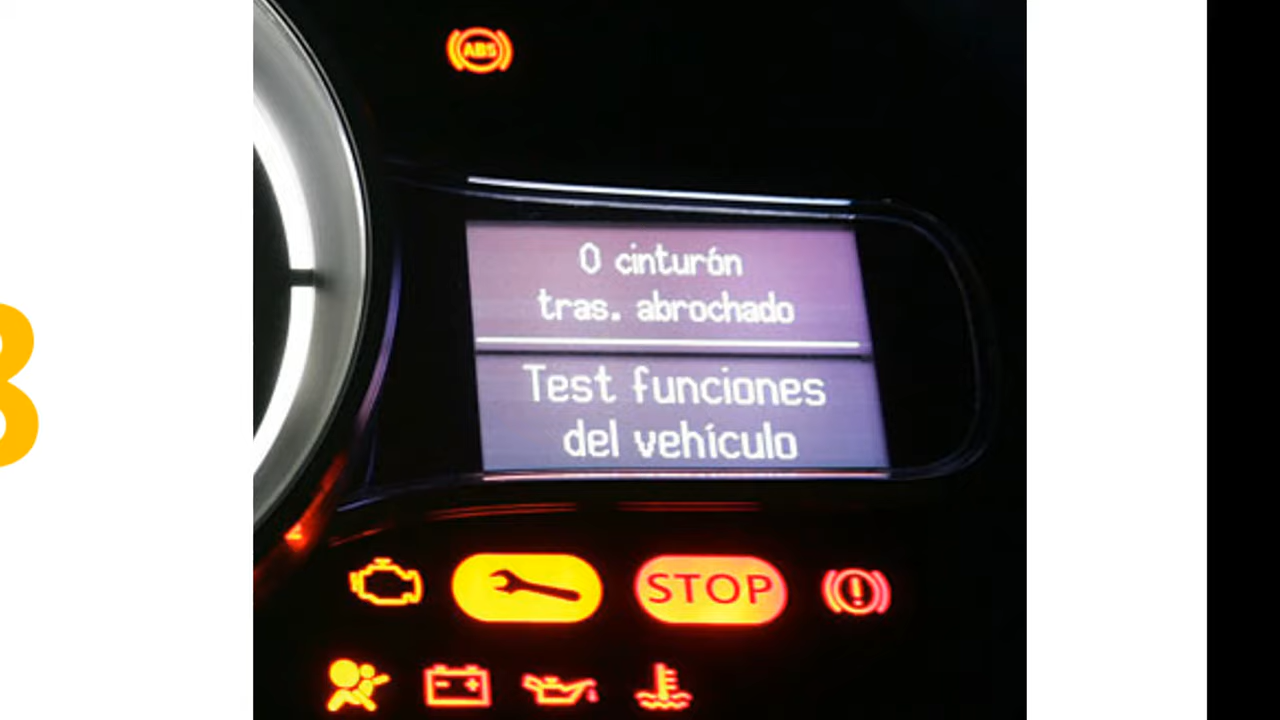 ABS
0 cinturón
tras. abrochado
Test funciones
del vehículo
STOP